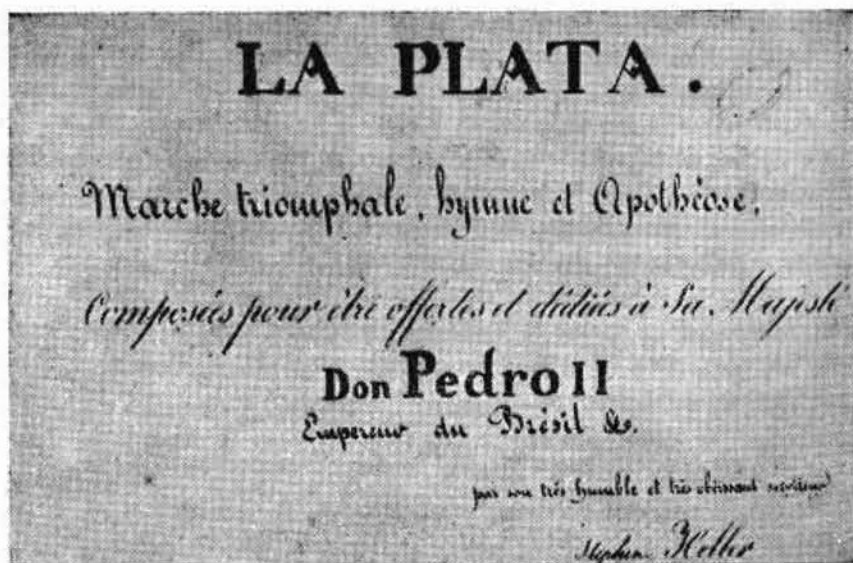 LA PLATA.
Marche triomphale, hymne et Apothéose,
Composées pour être offertes et dédiées à Sa Majesté
Don Pedro II
Empereur du Brésil &c.
par son très humble et très obéissant serviteur
Stephen Heller